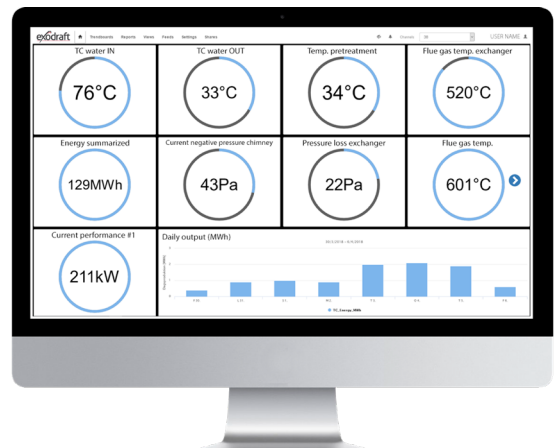 exodraft Trendboards Reports Views Feeds Settings Shares USER NAME
TC water IN
76°C
TC water OUT
33°C
Temp. pretreatment
34°C
Flue gas temp. exchanger
520°C
Energy summarized
129MWh
Current negative pressure chimney
43Pa
Pressure loss exchanger
22Pa
Flue gas temp.
601°C
Current performance #1
211kW
Daily output (MWh)
TC_Energy_MWh